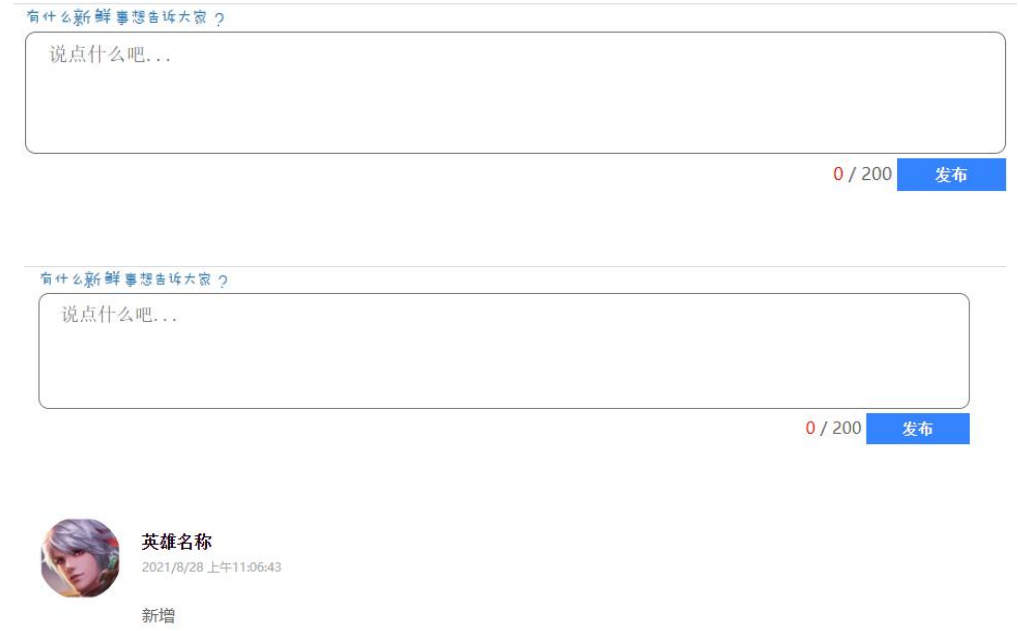 有什么新鲜事想告诉大家？
说点什么吧...
0 / 200 发布
有什么新鲜事想告诉大家？
说点什么吧...
0 / 200 发布
英雄名称
2021/8/28 上午11:06:43
新增